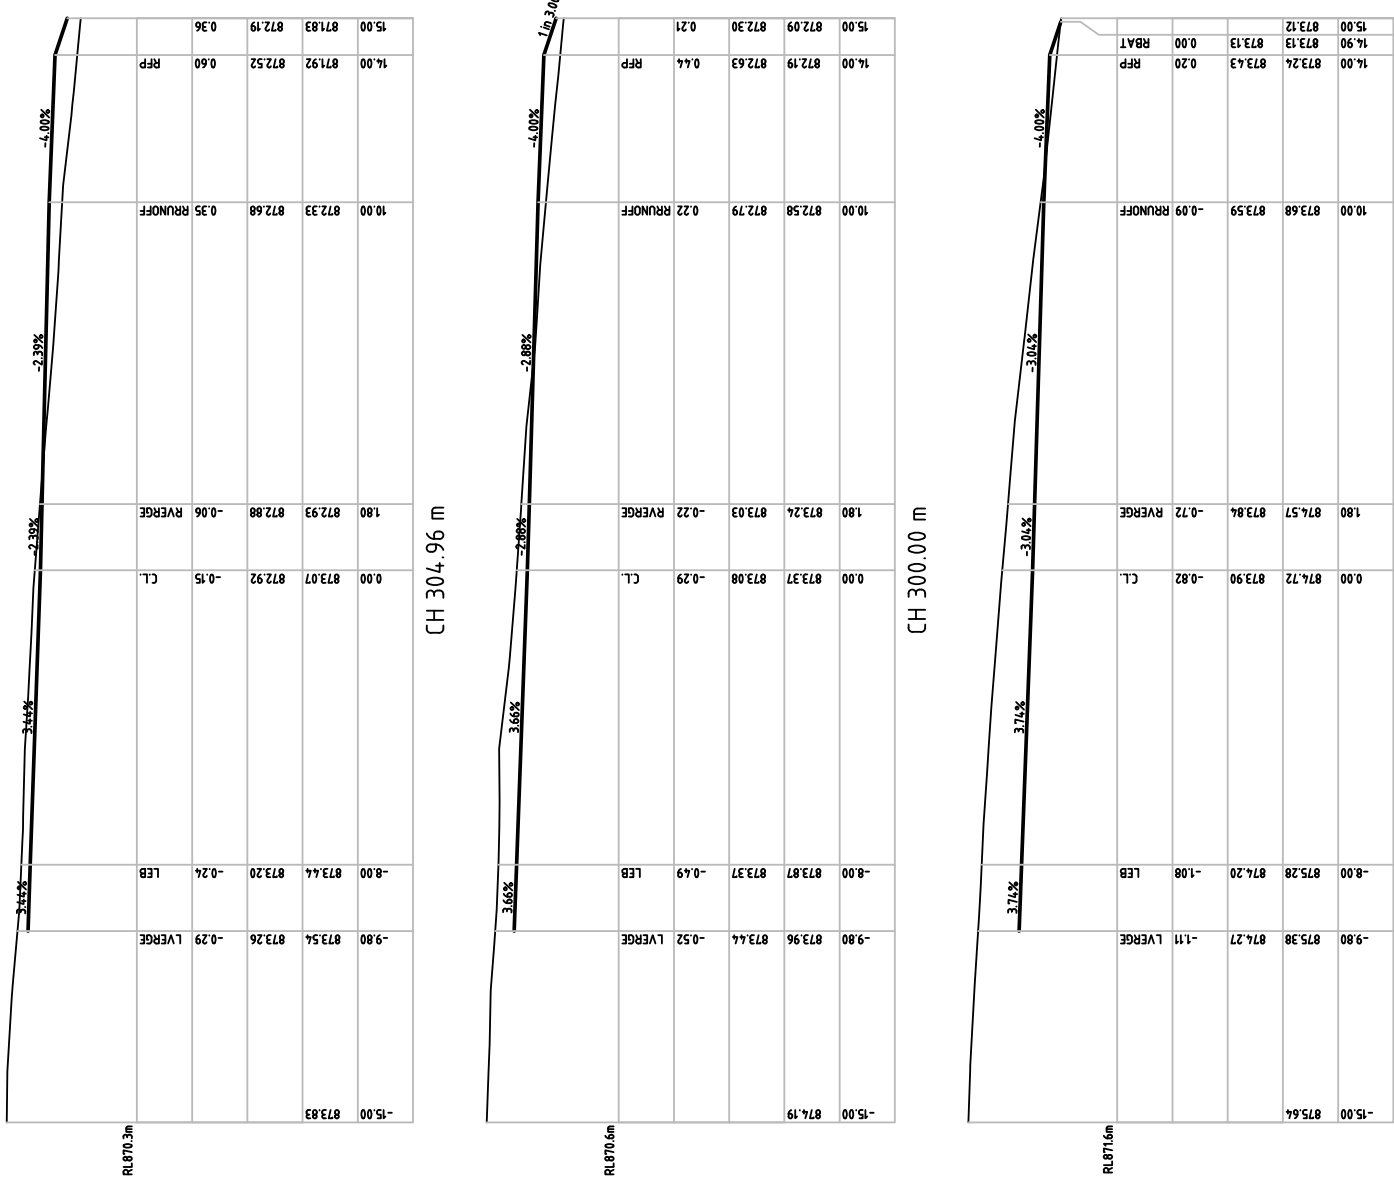 0.36 872.19 871.83 15.00
RFP 0.60 872.52 871.92 14.00
-4.00%
RRUNOFF 0.35 872.68 872.33 10.00
-2.39%
RVERGE -0.06 872.88 872.93 1.80
-2.39%
C.L. -0.15 872.92 873.07 0.00
3.44%
LEB -0.24 873.20 873.44 -8.00
3.44%
LVERGE -0.29 873.26 873.54 -9.80
873.83 -15.00
RL870.3m
CH 304.96 m
1 in 3.00
0.21 872.30 872.09 15.00
RFP 0.44 872.63 872.19 14.00
-4.00%
RRUNOFF 0.22 872.79 872.58 10.00
-2.88%
RVERGE -0.22 873.03 873.24 1.80
-2.88%
C.L. -0.29 873.08 873.37 0.00
3.66%
LEB -0.49 873.37 873.87 -8.00
3.66%
LVERGE -0.52 873.44 873.96 -9.80
874.19 -15.00
RL870.6m
CH 300.00 m
873.12 15.00
RBAT 0.00 873.13 873.13 14.90
RFP 0.20 873.43 873.24 14.00
-4.00%
RRUNOFF -0.09 873.59 873.68 10.00
-3.04%
RVERGE -0.72 873.84 874.57 1.80
-3.04%
C.L. -0.82 873.90 874.72 0.00
3.74%
LEB -1.08 874.20 875.28 -8.00
3.74%
LVERGE -1.11 874.27 875.38 -9.80
875.64 -15.00
RL871.6m